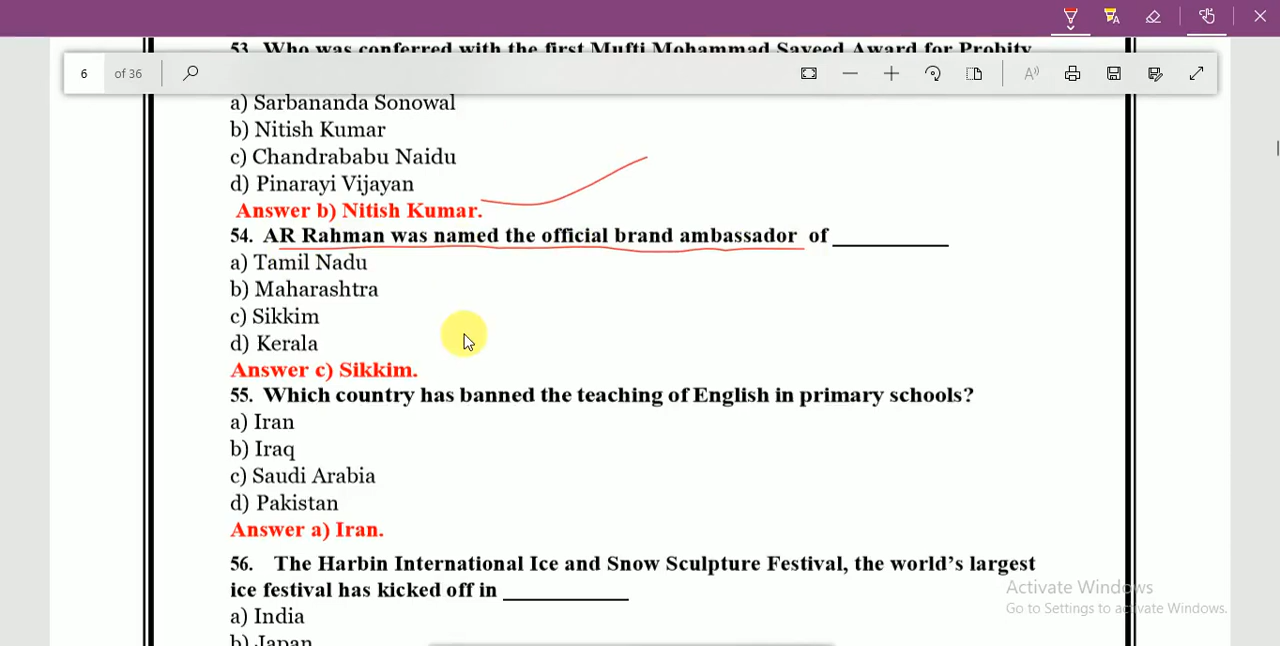 53. Who was conferred with the first Mufti Mohammad Sayeed Award for Probity
6 of 36
a) Sarbananda Sonowal
b) Nitish Kumar
c) Chandrababu Naidu
d) Pinarayi Vijayan
Answer b) Nitish Kumar.
54. AR Rahman was named the official brand ambassador of __________
a) Tamil Nadu
b) Maharashtra
c) Sikkim
d) Kerala
Answer c) Sikkim.
55. Which country has banned the teaching of English in primary schools?
a) Iran
b) Iraq
c) Saudi Arabia
d) Pakistan
Answer a) Iran.
56. The Harbin International Ice and Snow Sculpture Festival, the world's largest
ice festival has kicked off in ___________
Activate Windows
Go to Settings to activate Windows.
a) India
b) Japan